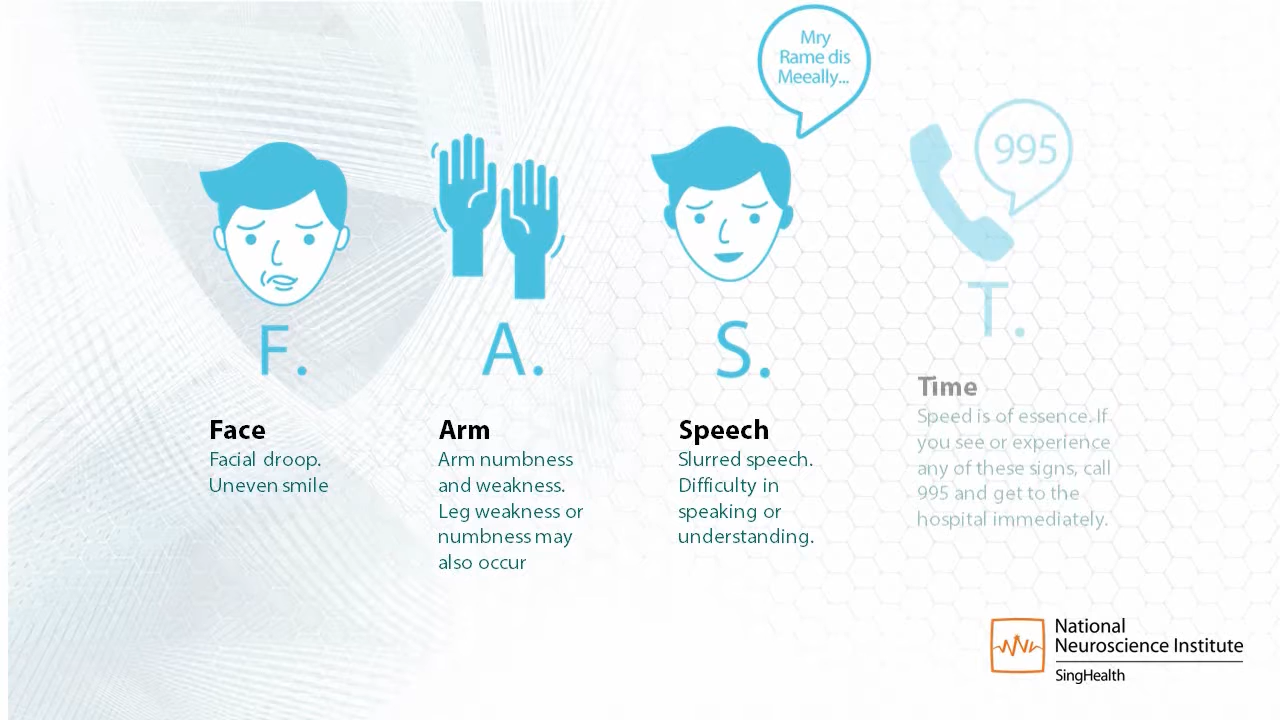 Mry
Rame dis
Meeally...
995
F.
A.
S.
T.
Face
Facial droop.
Uneven smile
Arm
Arm numbness
and weakness.
Leg weakness or
numbness may
also occur
Speech
Slurred speech.
Difficulty in
speaking or
understanding.
Time
Speed is of essence. If
you see or experience
any of these signs, call
995 and get to the
hospital immediately.
National
Neuroscience Institute
SingHealth